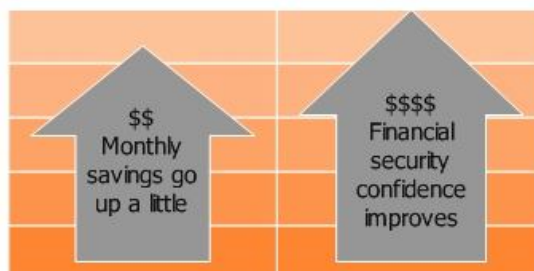 $$
Monthly
savings go
up a little
$$$$
Financial
security
confidence
improves